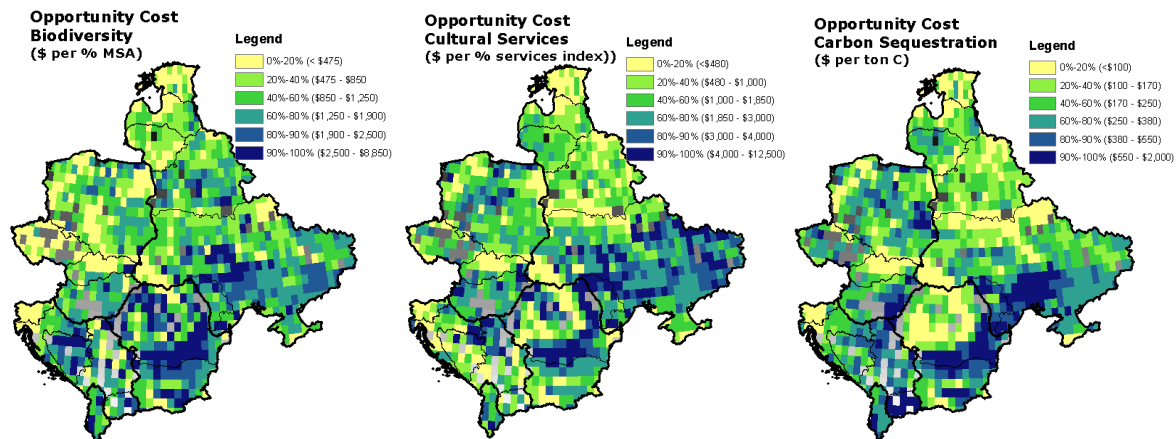 Opportunity Cost
Biodiversity
($ per % MSA)
Legend
0%-20% (< $475)
20%-40% ($475 - $850
40%-60% ($850 - $1,250)
60%-80% ($1,250 - $1,900)
80%-90% ($1,900 - $2,500)
90%-100% ($2,500 - $8,850)
Opportunity Cost
Cultural Services
($ per % services index))
Legend
0%-20% (<$480)
20%-40% ($480 - $1,000)
40%-60% ($1,000 - $1,850)
60%-80% ($1,850 - $3,000)
80%-90% ($3,000 - $4,000)
90%-100% ($4,000 - $12,500)
Opportunity Cost
Carbon Sequestration
($ per ton C)
Legend
0%-20% (<$100)
20%-40% ($100 - $170)
40%-60% ($170 - $250)
60%-80% ($250 - $380)
80%-90% ($380 - $550)
90%-100% ($550 - $2,000)